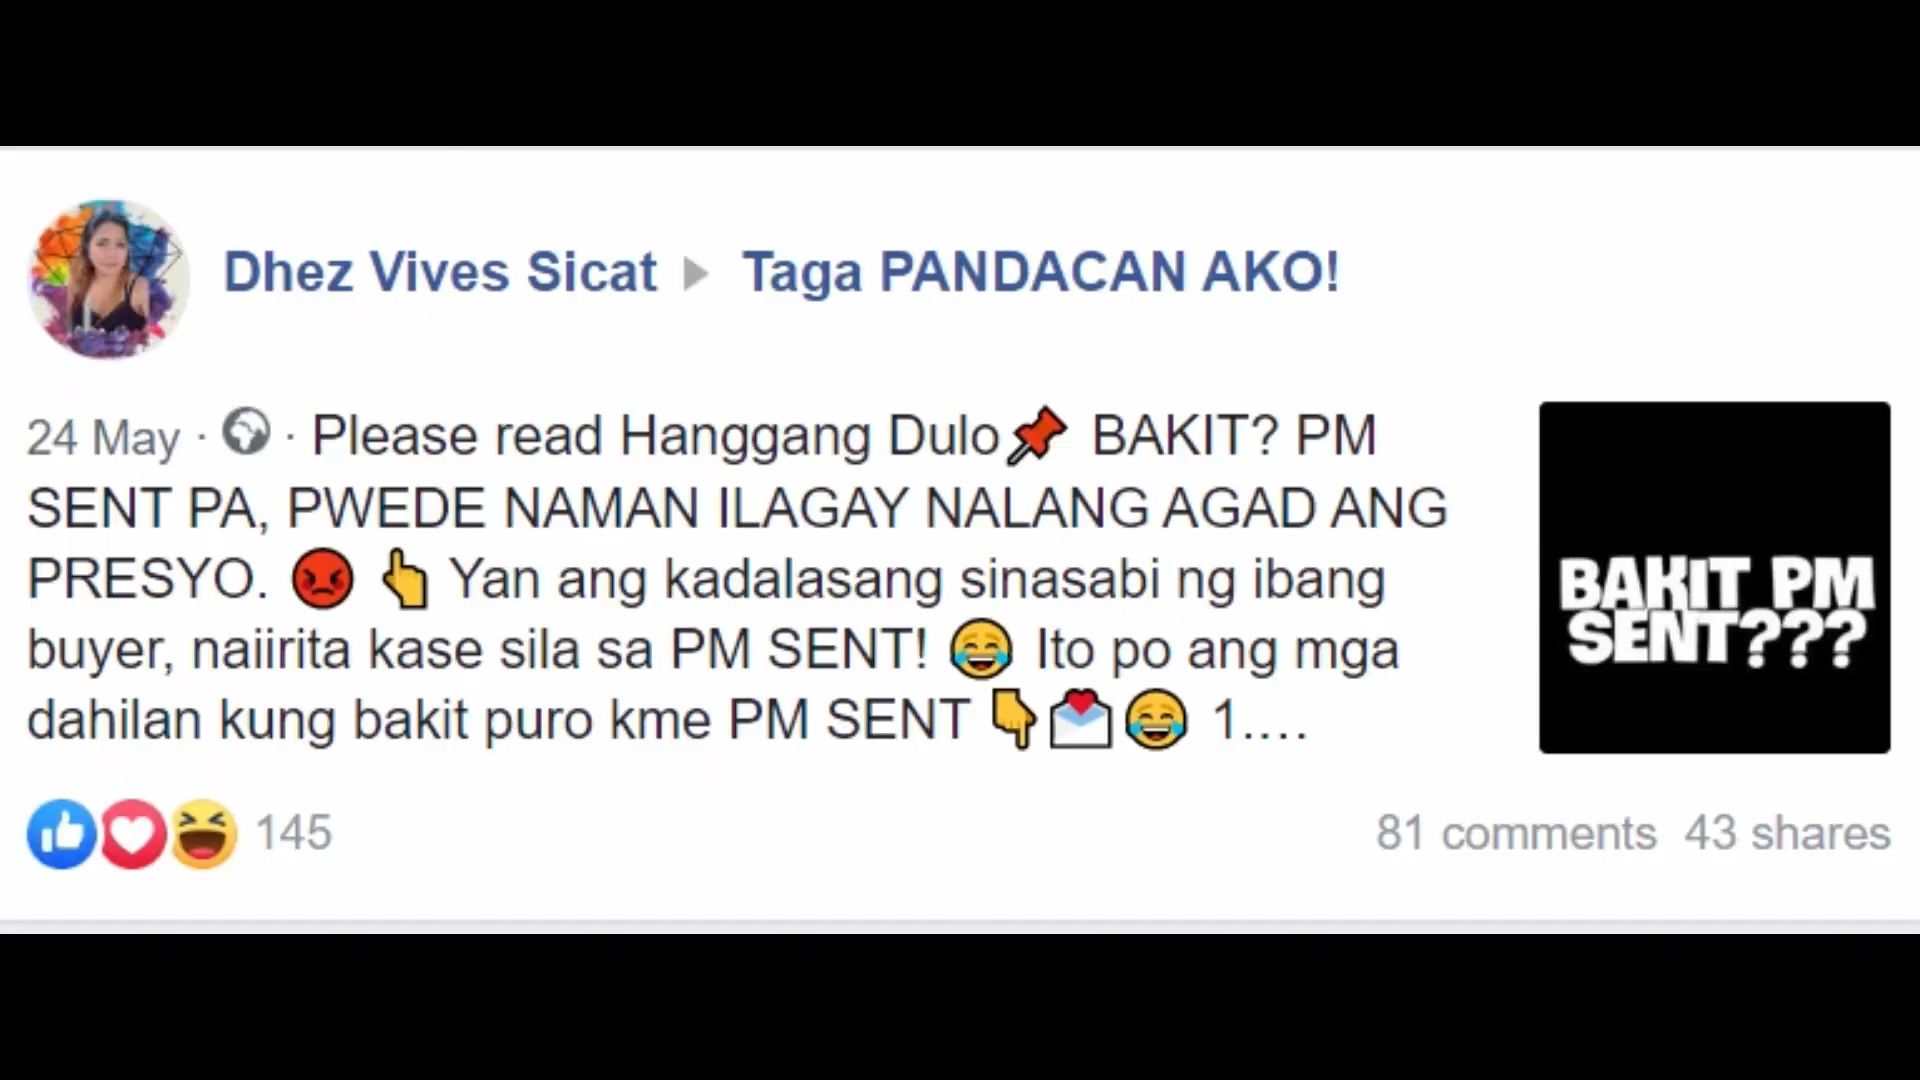 Dhez Vives Sicat ▶ Taga PANDACAN AKO!
24 May · Please read Hanggang Dulo📌 BAKIT? PM
SENT PA, PWEDE NAMAN ILAGAY NALANG AGAD ANG
PRESYO. 😡 👆 Yan ang kadalasang sinasabi ng ibang
buyer, naiirita kase sila sa PM SENT! 😂 Ito po ang mga
dahilan kung bakit puro kme PM SENT 👇💌😂 1....
BAKIT PM
SENT???
145
81 comments 43 shares